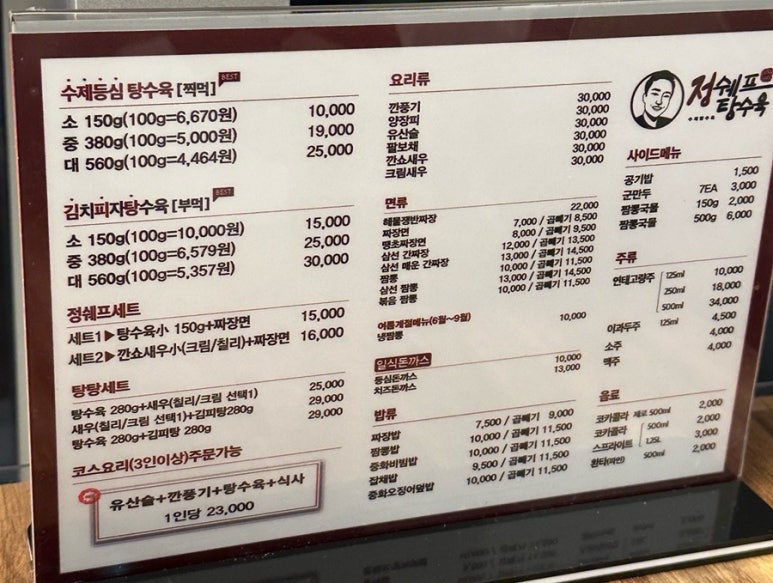 수제등심 탕수육 [찍먹] BEST
소 150g(100g=6,670원) 10,000
중 380g(100g=5,000원) 19,000
대 560g(100g=4,464원) 25,000
김치피자탕수육 [부먹] BEST
소 150g(100g=10,000원) 15,000
중 380g(100g=6,579원) 25,000
대 560g(100g=5,357원) 30,000
정쉐프세트
세트1▶탕수육小 150g+짜장면 15,000
세트2▶깐쇼새우小(크림/칠리)+짜장면 16,000
탕탕세트
탕수육 280g+새우(칠리/크림 선택1) 25,000
새우(칠리/크림 선택1)+김피탕280g 29,000
탕수육 280g+김피탕 280g 29,000
코스요리(3인이상)주문가능
유산슬+깐풍기+탕수육+식사
1인당 23,000
요리류
깐풍기 30,000
양장피 30,000
유산슬 30,000
팔보채 30,000
깐쇼새우 30,000
크림새우 30,000
면류
해물쟁반짜장 22,000
짜장면 7,000 / 곱빼기 8,500
땡초짜장면 8,000 / 곱빼기 9,500
삼선 간짜장 12,000 / 곱빼기 13,500
삼선 매운 간짜장 13,000 / 곱빼기 14,500
짬뽕 10,000 / 곱빼기 11,500
삼선 짬뽕 13,000 / 곱빼기 14,500
볶음 짬뽕 10,000 / 곱빼기 11,500
여름계절메뉴(6월~9월)
냉짬뽕 10,000
일식돈까스
등심돈까스 10,000
치즈돈까스 13,000
밥류
짜장밥 7,500 / 곱빼기 9,000
짬뽕밥 10,000 / 곱빼기 11,500
중화비빔밥 10,000 / 곱빼기 11,500
잡채밥 9,500 / 곱빼기 11,500
중화오징어덮밥 10,000 / 곱빼기 11,500
정쉐프
탕수육
사이드메뉴
공기밥 1,500
군만두 7EA 3,000
짬뽕국물 150g 2,000
짬뽕국물 500g 6,000
주류
연태고량주 125ml 10,000
250ml 18,000
500ml 34,000
이과두주 125ml 4,500
소주 4,000
맥주 4,000
음료
코카콜라 제로 500ml 2,000
코카콜라 500ml 2,000
스프라이트 1.25L 3,000
환타(파인) 500ml 2,000